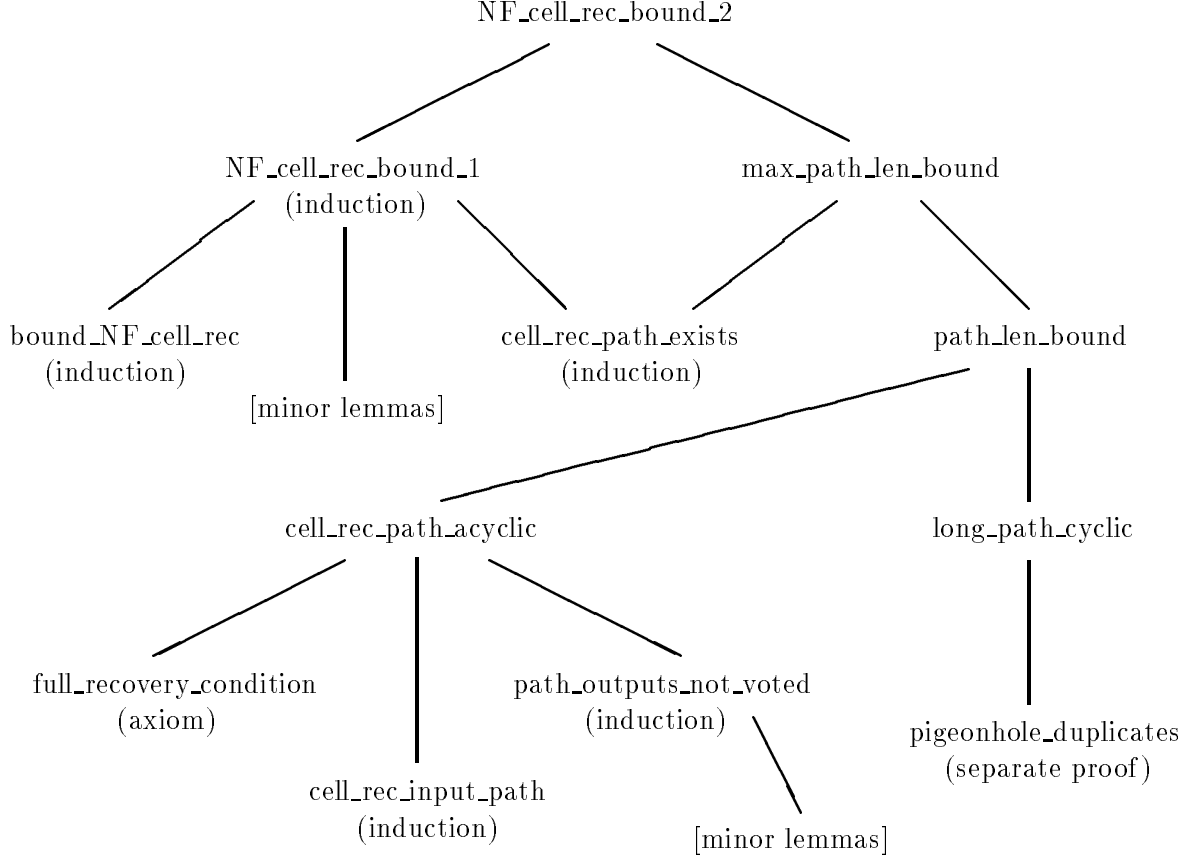 NF_cell_rec_bound_2
NF_cell_rec_bound_1
(induction)
max_path_len_bound
bound_NF_cell_rec
(induction)
[minor lemmas]
cell_rec_path_exists
(induction)
path_len_bound
cell_rec_path_acyclic
long_path_cyclic
full_recovery_condition
(axiom)
cell_rec_input_path
(induction)
path_outputs_not_voted
(induction)
[minor lemmas]
pigeonhole_duplicates
(separate proof)